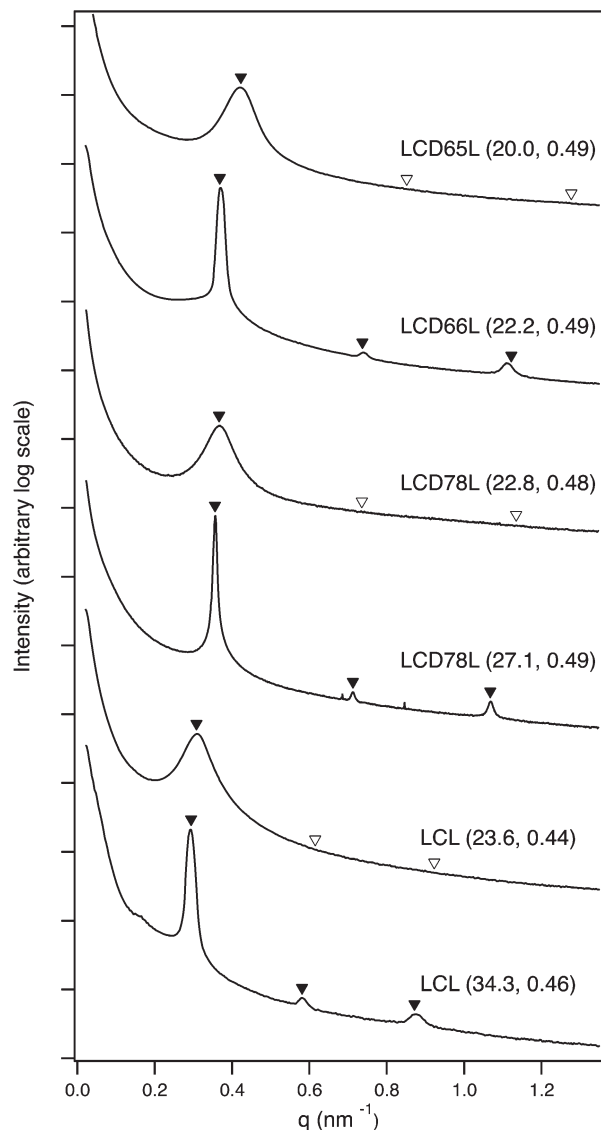 LCD65L (20.0, 0.49)
LCD66L (22.2, 0.49)
LCD78L (22.8, 0.48)
LCD78L (27.1, 0.49)
LCL (23.6, 0.44)
LCL (34.3, 0.46)
Intensity (arbitrary log scale)
0.0 0.2 0.4 0.6 0.8 1.0 1.2
q (nm -1)